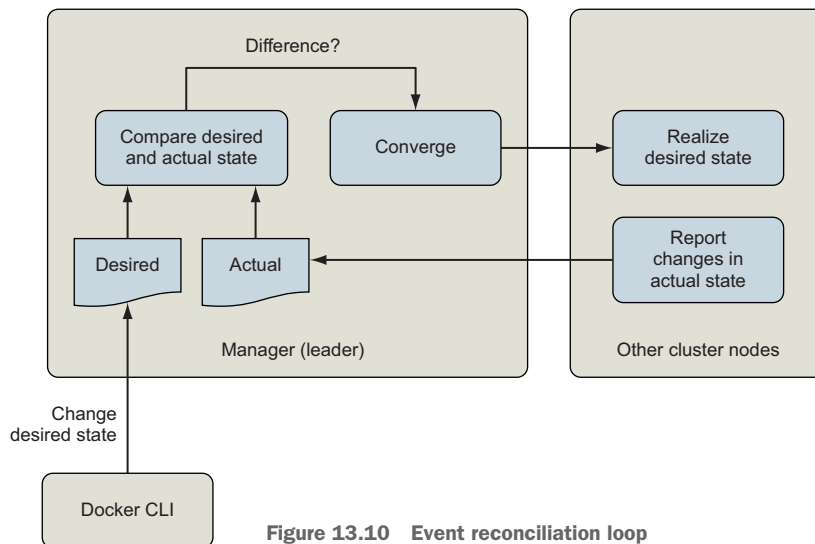 Difference?
Compare desired
and actual state
Converge
Realize
desired state
Desired
Actual
Report
changes in
actual state
Manager (leader)
Other cluster nodes
Change
desired state
Docker CLI
Figure 13.10 Event reconciliation loop